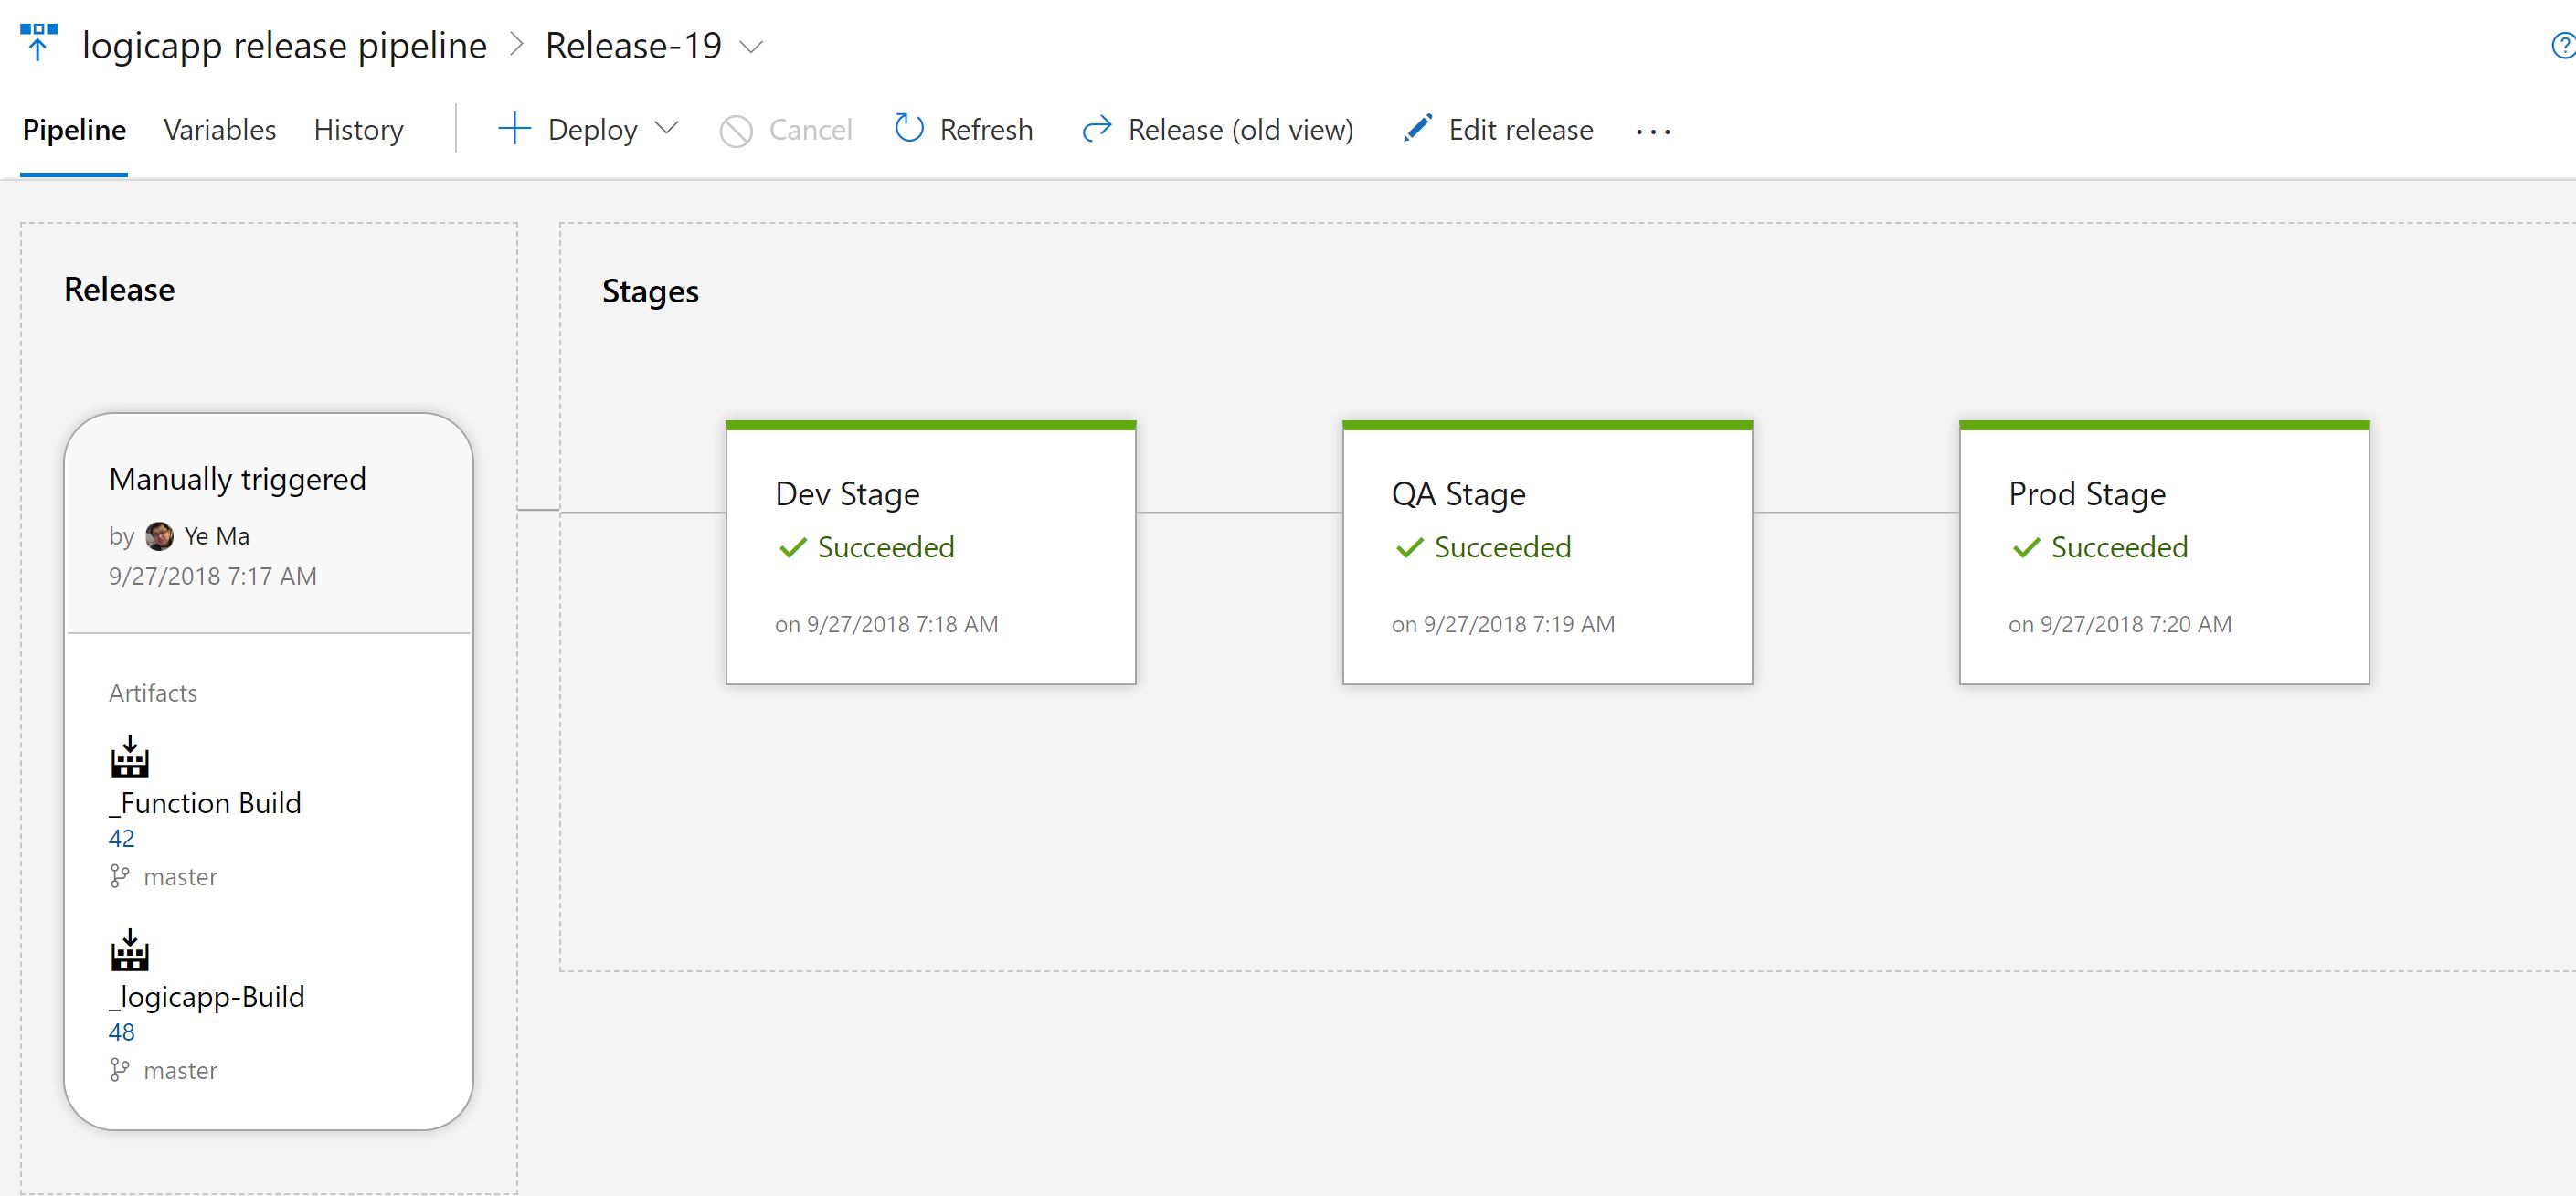 logicapp release pipeline > Release-19
Pipeline Variables History Deploy Cancel Refresh Release (old view) Edit release ...
Release
Manually triggered
by Ye Ma
9/27/2018 7:17 AM
Artifacts
_Function Build
42
master
_logicapp-Build
48
master
Stages
Dev Stage
Succeeded
on 9/27/2018 7:18 AM
QA Stage
Succeeded
on 9/27/2018 7:19 AM
Prod Stage
Succeeded
on 9/27/2018 7:20 AM